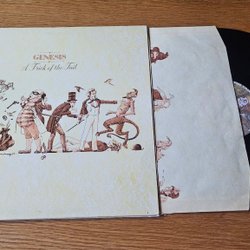 GENESIS
A Trick of the Tail